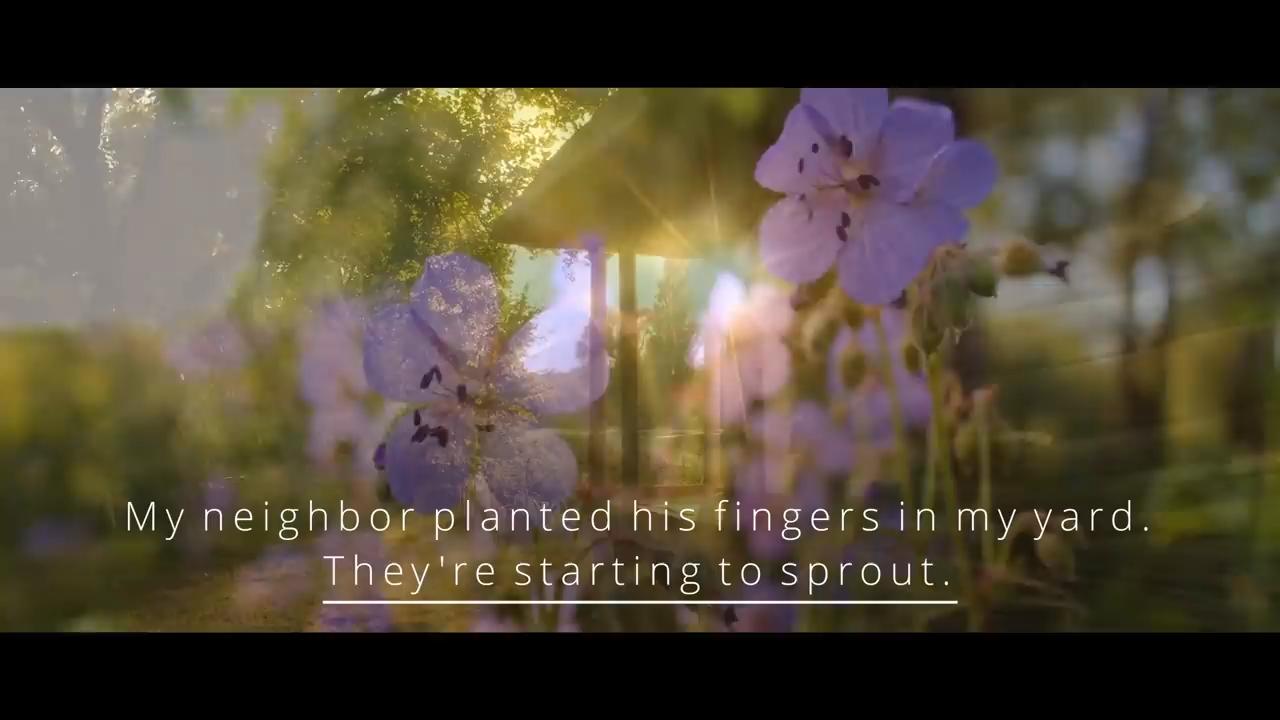 My neighbor planted his fingers in my yard.
They're starting to sprout.